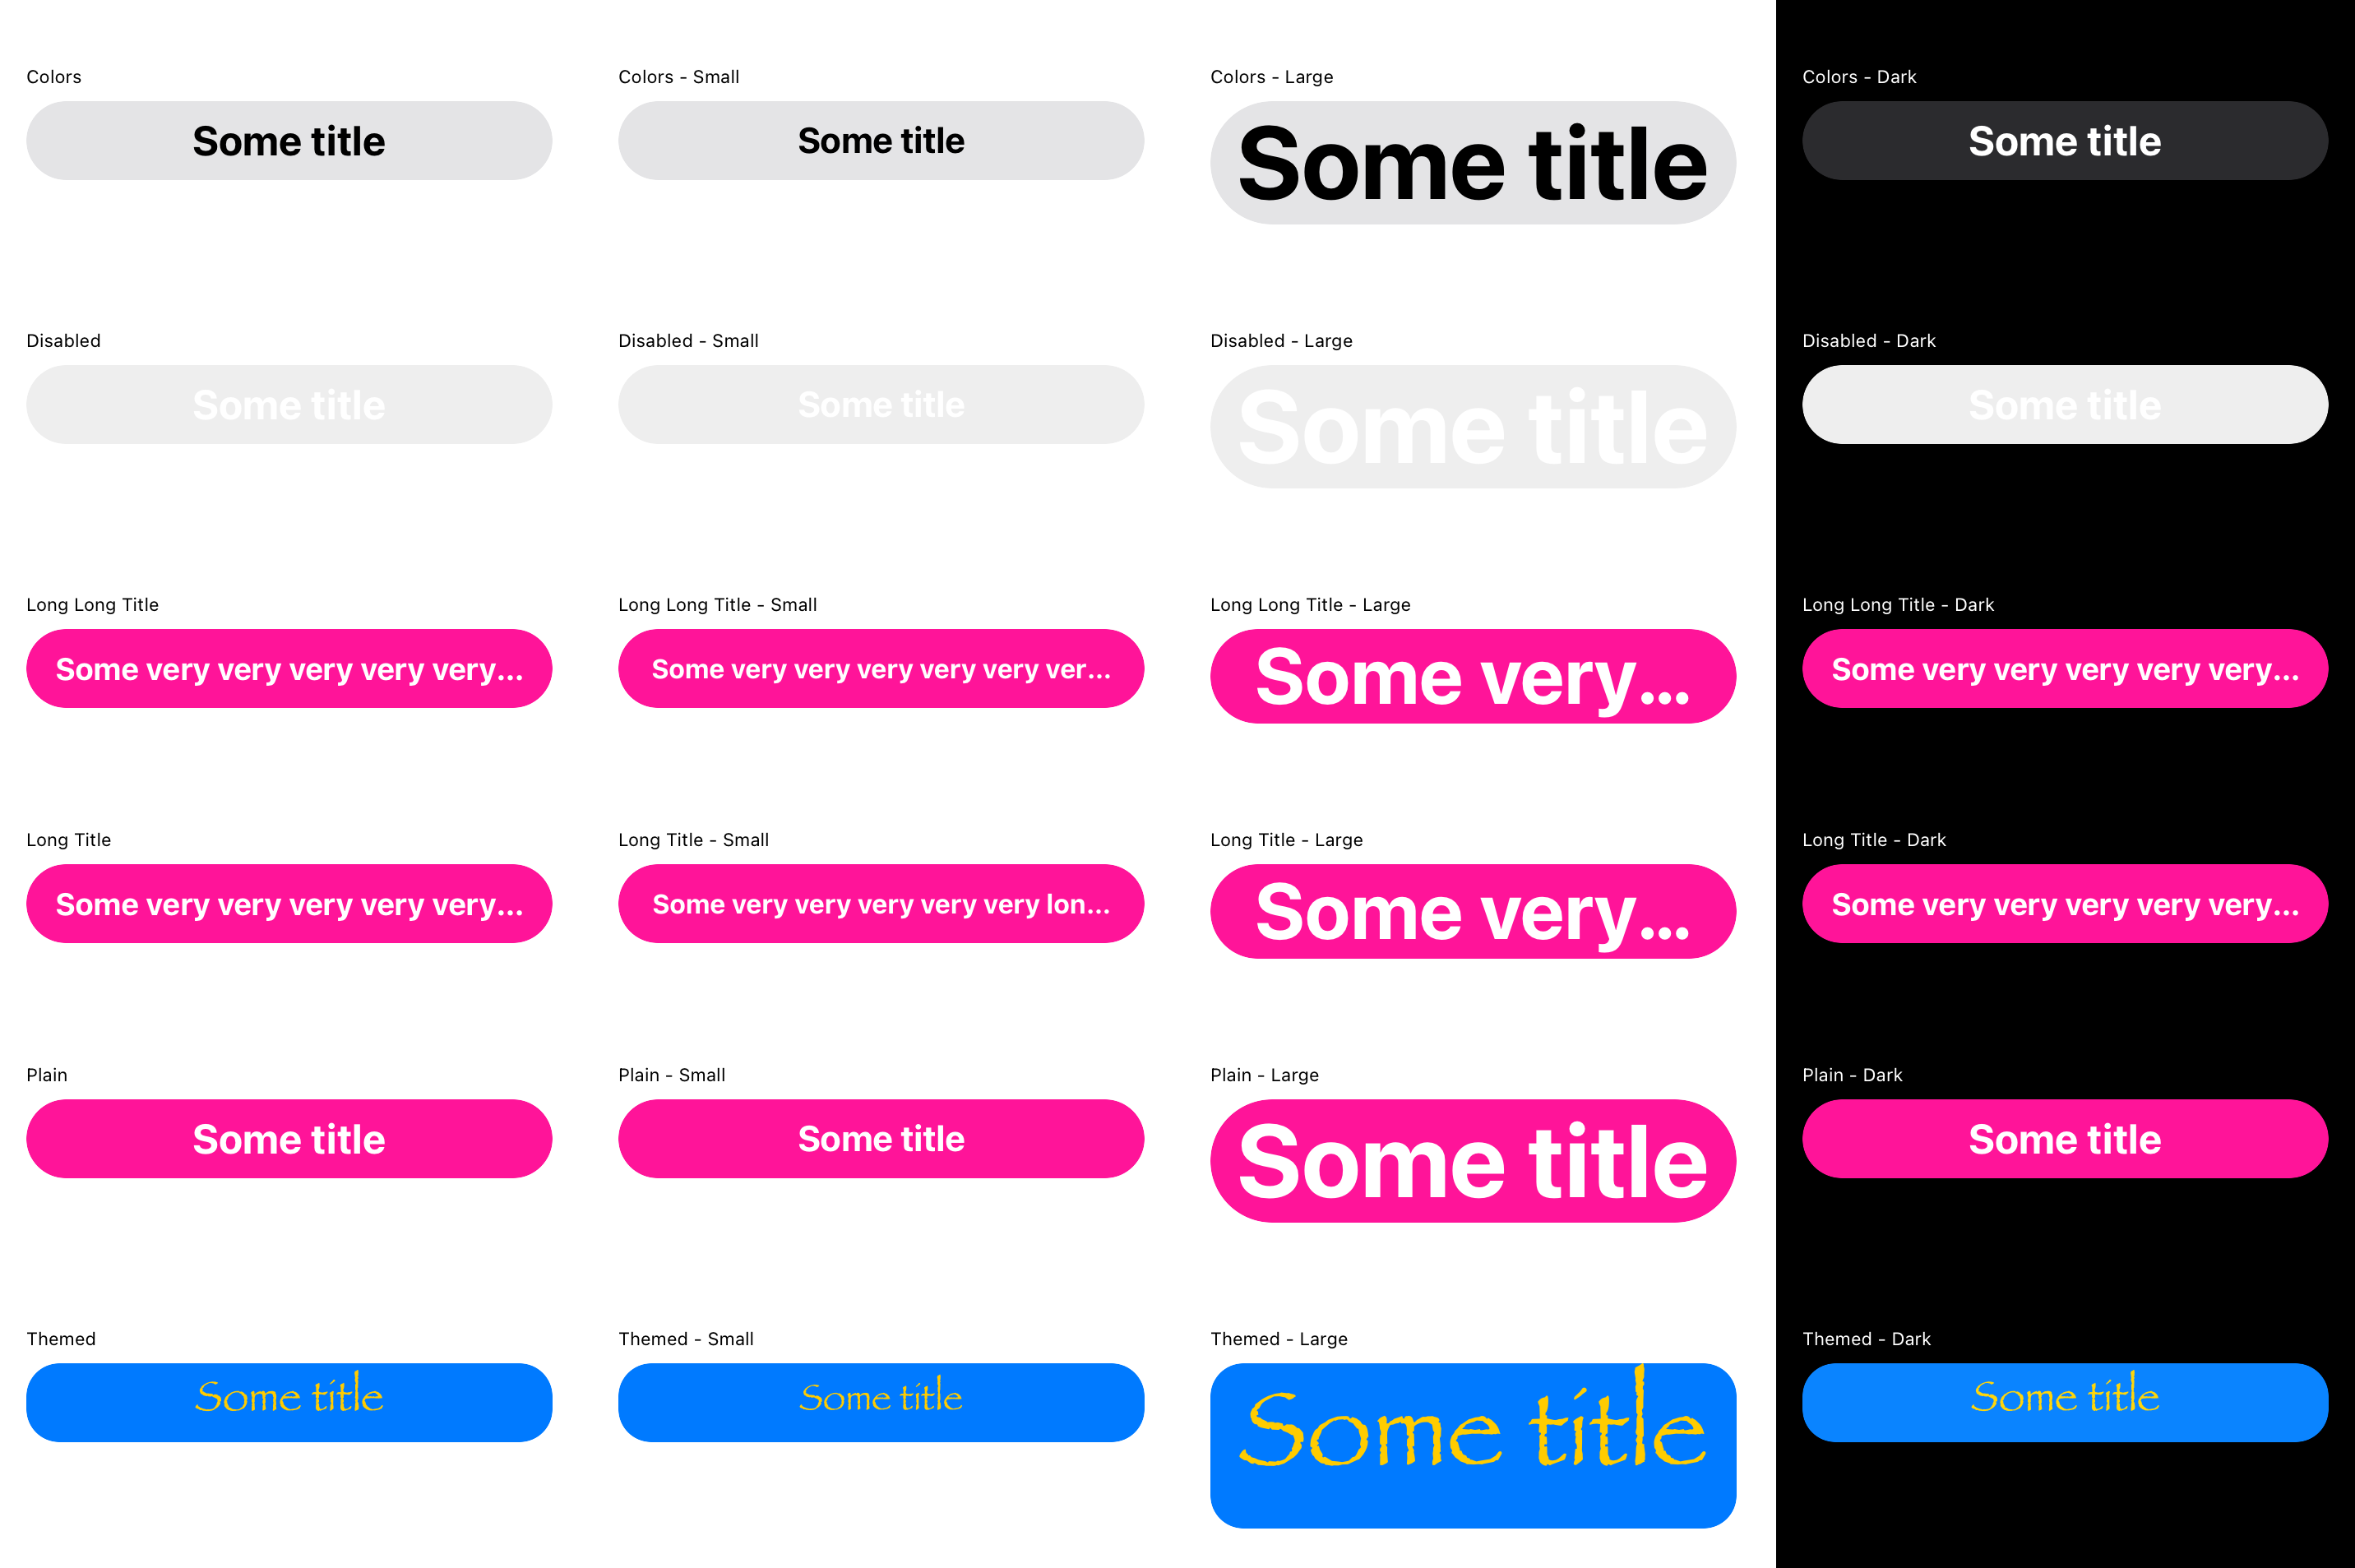 Colors
Some title
Colors - Small
Some title
Colors - Large
Some title
Colors - Dark
Some title
Disabled
Some title
Disabled - Small
Some title
Disabled - Large
Some title
Disabled - Dark
Some title
Long Long Title
Some very very very very very...
Long Long Title - Small
Some very very very very very ver...
Long Long Title - Large
Some very...
Long Long Title - Dark
Some very very very very very...
Long Title
Some very very very very very...
Long Title - Small
Some very very very very very lon...
Long Title - Large
Some very...
Long Title - Dark
Some very very very very very...
Plain
Some title
Plain - Small
Some title
Plain - Large
Some title
Plain - Dark
Some title
Themed
Some title
Themed - Small
Some title
Themed - Large
Some title
Themed - Dark
Some title